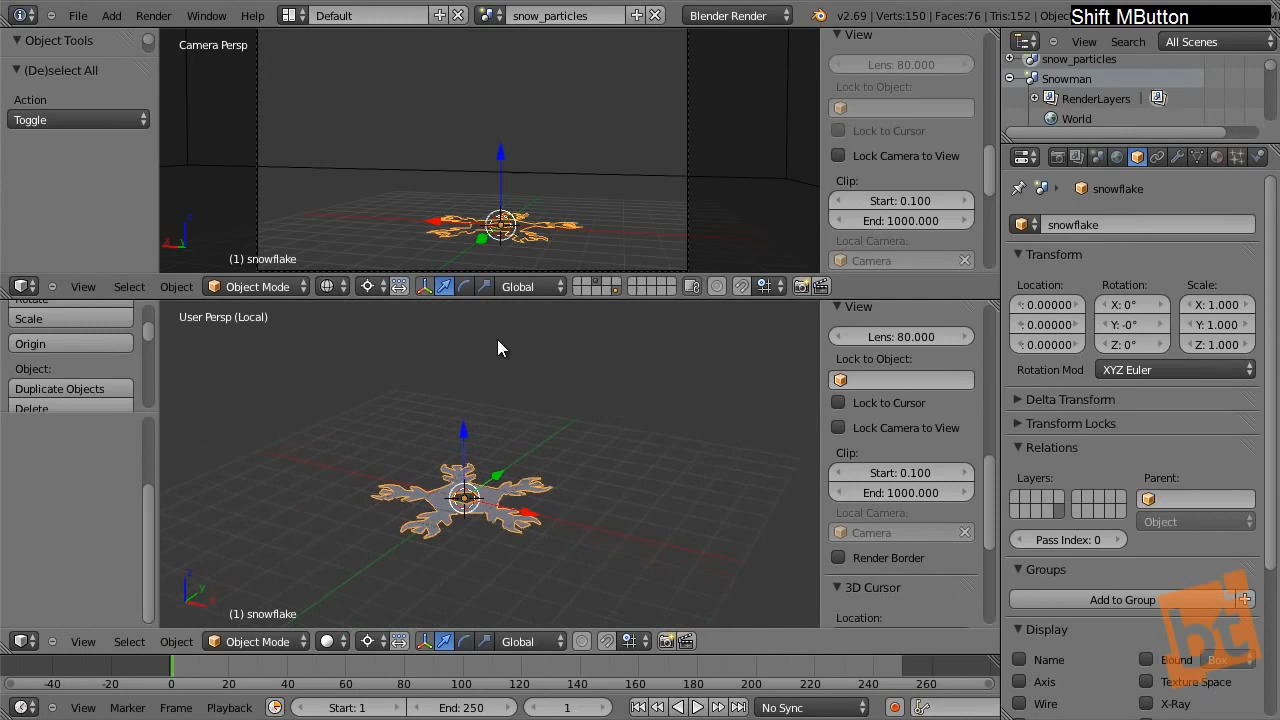 File Add Render Window Help Default snow_particles Blender Render v2.69 | Verts:150 | Faces:76 | Tris:152 | Objec
Shift MButton
Object Tools
(De)select All
Action
Toggle
Camera Persp
(1) snowflake
View
Lens: 80.000
Lock to Object:
Lock to Cursor
Lock Camera to View
Clip:
Start: 0.100
End: 1000.000
Local Camera:
Camera
View Select Object Object Mode Global
Rotate
Scale
Origin
Object:
Duplicate Objects
Delete
User Persp (Local)
(1) snowflake
View
Lens: 80.000
Lock to Object:
Lock to Cursor
Lock Camera to View
Clip:
Start: 0.100
End: 1000.000
Local Camera:
Camera
Render Border
3D Cursor
Location:
View Select Object Object Mode Global
-40 -20 0 20 40 60 80 100 120 140 160 180 200 220 240 260
View Marker Frame Playback Start: 1 End: 250 1 No Sync
View Search All Scenes
snow_particles
Snowman
RenderLayers
World
snowflake
snowflake
Transform
Location: Rotation: Scale:
: 0.00000 X: 0° X: 1.000
: 0.00000 Y: -0° Y: 1.000
: 0.00000 Z: 0° Z: 1.000
Rotation Mod XYZ Euler
Delta Transform
Transform Locks
Relations
Layers: Parent:
Object
Pass Index: 0
Groups
Add to Group
Display
Name Bound Box
Axis Texture Space
Wire X-Ray
bt